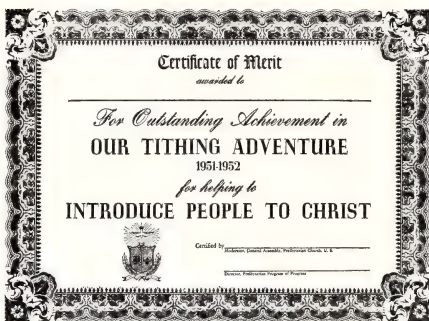 Certificate of Merit
awarded to
For Outstanding Achievement in
OUR TITHING ADVENTURE
1951-1952
for helping to
INTRODUCE PEOPLE TO CHRIST
Certified by
Moderator, General Assembly, Presbyterian Church, U. S.
Director, Presbyterian Program of Progress